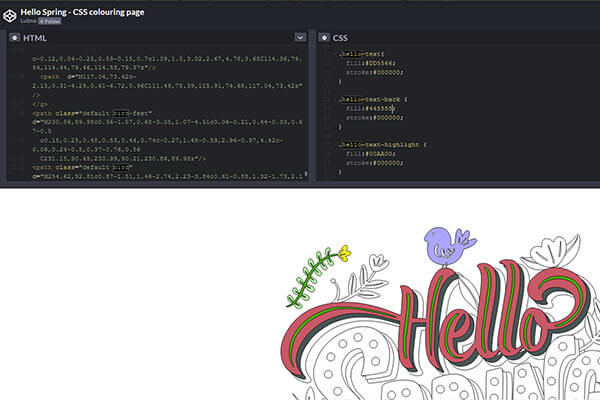 Hello Spring - CSS colouring page
Lubna + Follow
HTML
c-0.12,0.04-0.25,0.59-0.15,0.7c1.39,1.5,3.02,2.67,4.78,3.65C114.36,79.
54,114.44,79.46,114.53,79.37z"/>
<path d="M117.04,73.42c-
2.15,0.31-4.29,0.61-6.72,0.96C111.49,75.39,115.91,74.68,117.04,73.42z"
/>
</g>
<path class="default bird-feet"
d="M230.86,89.98c0.36-1.57,0.68-3.05,1.07-4.51c0.06-0.21,0.44-0.33,0.6
7-0.5
c0.15,0.25,0.48,0.53,0.44,0.74c-0.27,1.48-0.59,2.96-0.97,4.42c-
0.06,0.24-0.5,0.37-0.76,0.56
C231.15,90.45,230.99,90.21,230.86,89.98z"/>
<path class="default bird"
d="M254.62,52.81c0.87-1.51,1.46-2.74,2.23-3.84c0.61-0.88,1.32-1.73,2.1
CSS
.hello-text{
fill:#DD5566;
stroke:#000000;
}
.hello-text-back {
fill:#445555;
stroke:#000000;
}
.hello-text-highlight {
fill:#00AA00;
stroke:#000000;
}
Hello
Spring